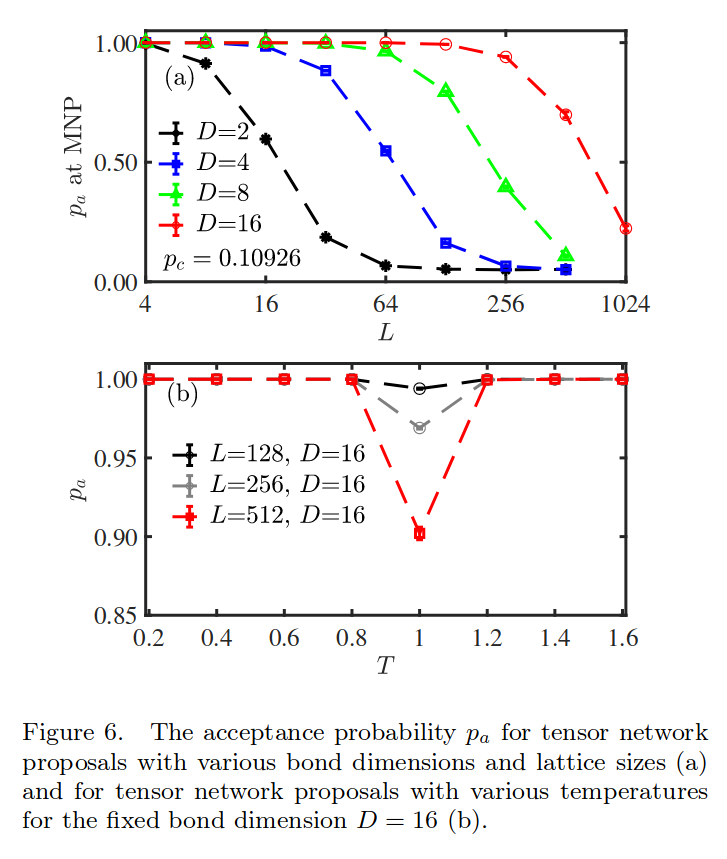 1.00
(a)
p_a at MNP
D=2
0.50
D=4
D=8
D=16
p_c = 0.10926
0.00
4 16 64 256 1024
L
1.00
(b)
p_a
0.95
L=128, D=16
L=256, D=16
L=512, D=16
0.90
0.85
0.2 0.4 0.6 0.8 1 1.2 1.4 1.6
T
Figure 6. The acceptance probability p_a for tensor network
proposals with various bond dimensions and lattice sizes (a)
and for tensor network proposals with various temperatures
for the fixed bond dimension D = 16 (b).